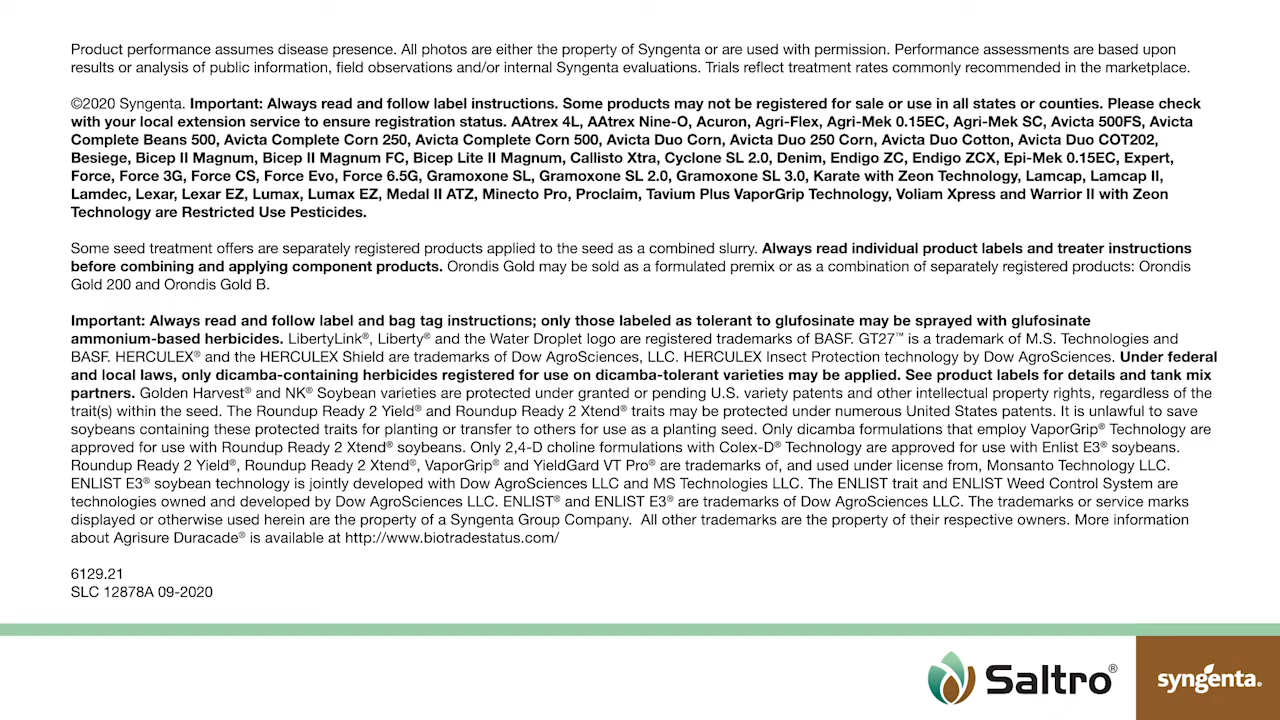 Product performance assumes disease presence. All photos are either the property of Syngenta or are used with permission. Performance assessments are based upon
results or analysis of public information, field observations and/or internal Syngenta evaluations. Trials reflect treatment rates commonly recommended in the marketplace.
©2020 Syngenta. Important: Always read and follow label instructions. Some products may not be registered for sale or use in all states or counties. Please check
with your local extension service to ensure registration status. AAtrex 4L, AAtrex Nine-O, Acuron, Agri-Flex, Agri-Mek 0.15EC, Agri-Mek SC, Avicta 500FS, Avicta
Complete Beans 500, Avicta Complete Corn 250, Avicta Complete Corn 500, Avicta Duo Corn, Avicta Duo 250 Corn, Avicta Duo Cotton, Avicta Duo COT202,
Besiege, Bicep II Magnum, Bicep II Magnum FC, Bicep Lite II Magnum, Callisto Xtra, Cyclone SL 2.0, Denim, Endigo ZC, Endigo ZCX, Epi-Mek 0.15EC, Expert,
Force, Force 3G, Force CS, Force Evo, Force 6.5G, Gramoxone SL, Gramoxone SL 2.0, Gramoxone SL 3.0, Karate with Zeon Technology, Lamcap, Lamcap II,
Lamdec, Lexar, Lexar EZ, Lumax, Lumax EZ, Medal II ATZ, Minecto Pro, Proclaim, Tavium Plus VaporGrip Technology, Voliam Xpress and Warrior II with Zeon
Technology are Restricted Use Pesticides.
Some seed treatment offers are separately registered products applied to the seed as a combined slurry. Always read individual product labels and treater instructions
before combining and applying component products. Orondis Gold may be sold as a formulated premix or as a combination of separately registered products: Orondis
Gold 200 and Orondis Gold B.
Important: Always read and follow label and bag tag instructions; only those labeled as tolerant to glufosinate may be sprayed with glufosinate
ammonium-based herbicides. LibertyLink®, Liberty® and the Water Droplet logo are registered trademarks of BASF. GT27™ is a trademark of M.S. Technologies and
BASF. HERCULEX® and the HERCULEX Shield are trademarks of Dow AgroSciences, LLC. HERCULEX Insect Protection technology by Dow AgroSciences. Under federal
and local laws, only dicamba-containing herbicides registered for use on dicamba-tolerant varieties may be applied. See product labels for details and tank mix
partners. Golden Harvest® and NK® Soybean varieties are protected under granted or pending U.S. variety patents and other intellectual property rights, regardless of the
trait(s) within the seed. The Roundup Ready 2 Yield® and Roundup Ready 2 Xtend® traits may be protected under numerous United States patents. It is unlawful to save
soybeans containing these protected traits for planting or transfer to others for use as a planting seed. Only dicamba formulations that employ VaporGrip® Technology are
approved for use with Roundup Ready 2 Xtend® soybeans. Only 2,4-D choline formulations with Colex-D® Technology are approved for use with Enlist E3® soybeans.
Roundup Ready 2 Yield®, Roundup Ready 2 Xtend®, VaporGrip® and YieldGard VT Pro® are trademarks of, and used under license from, Monsanto Technology LLC.
ENLIST E3® soybean technology is jointly developed with Dow AgroSciences LLC and MS Technologies LLC. The ENLIST trait and ENLIST Weed Control System are
technologies owned and developed by Dow AgroSciences LLC. ENLIST® and ENLIST E3® are trademarks of Dow AgroSciences LLC. The trademarks or service marks
displayed or otherwise used herein are the property of a Syngenta Group Company. All other trademarks are the property of their respective owners. More information
about Agrisure Duracade® is available at http://www.biotradestatus.com/
6129.21
SLC 12878A 09-2020
Saltro®
syngenta.